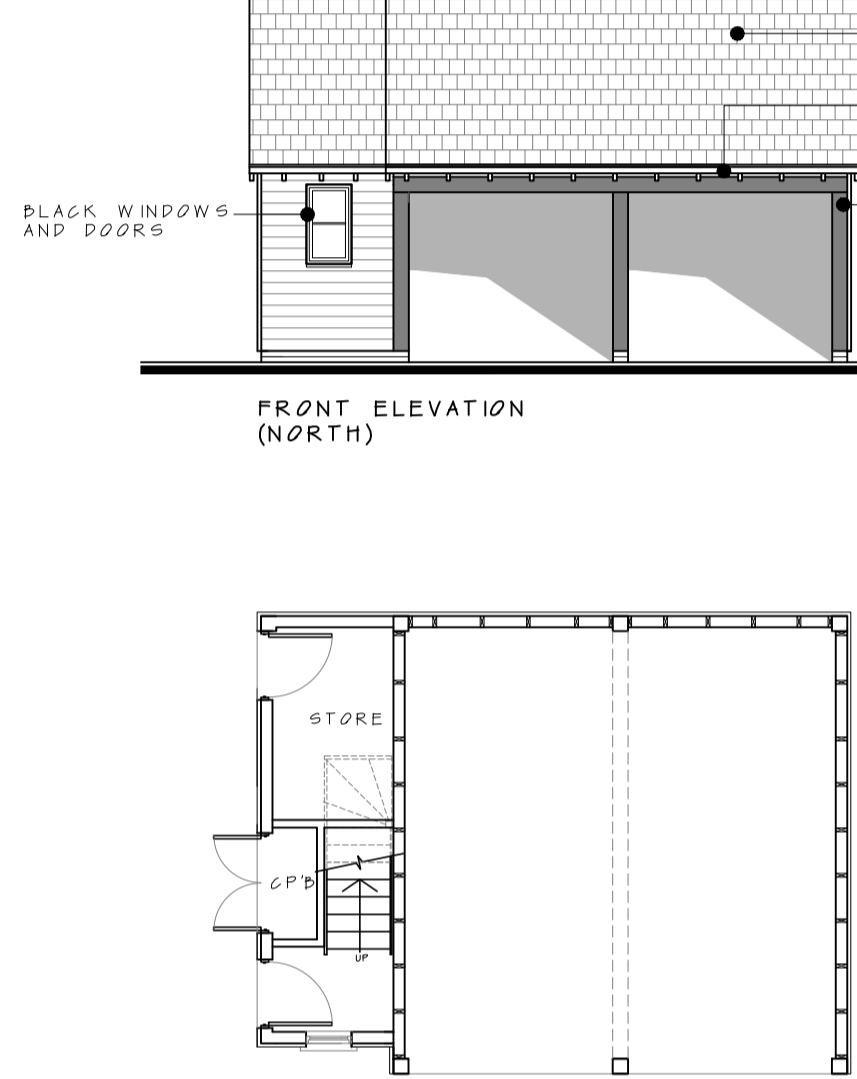 BLACK WINDOWS
AND DOORS
FRONT ELEVATION
(NORTH)
STORE
CP'B
UP